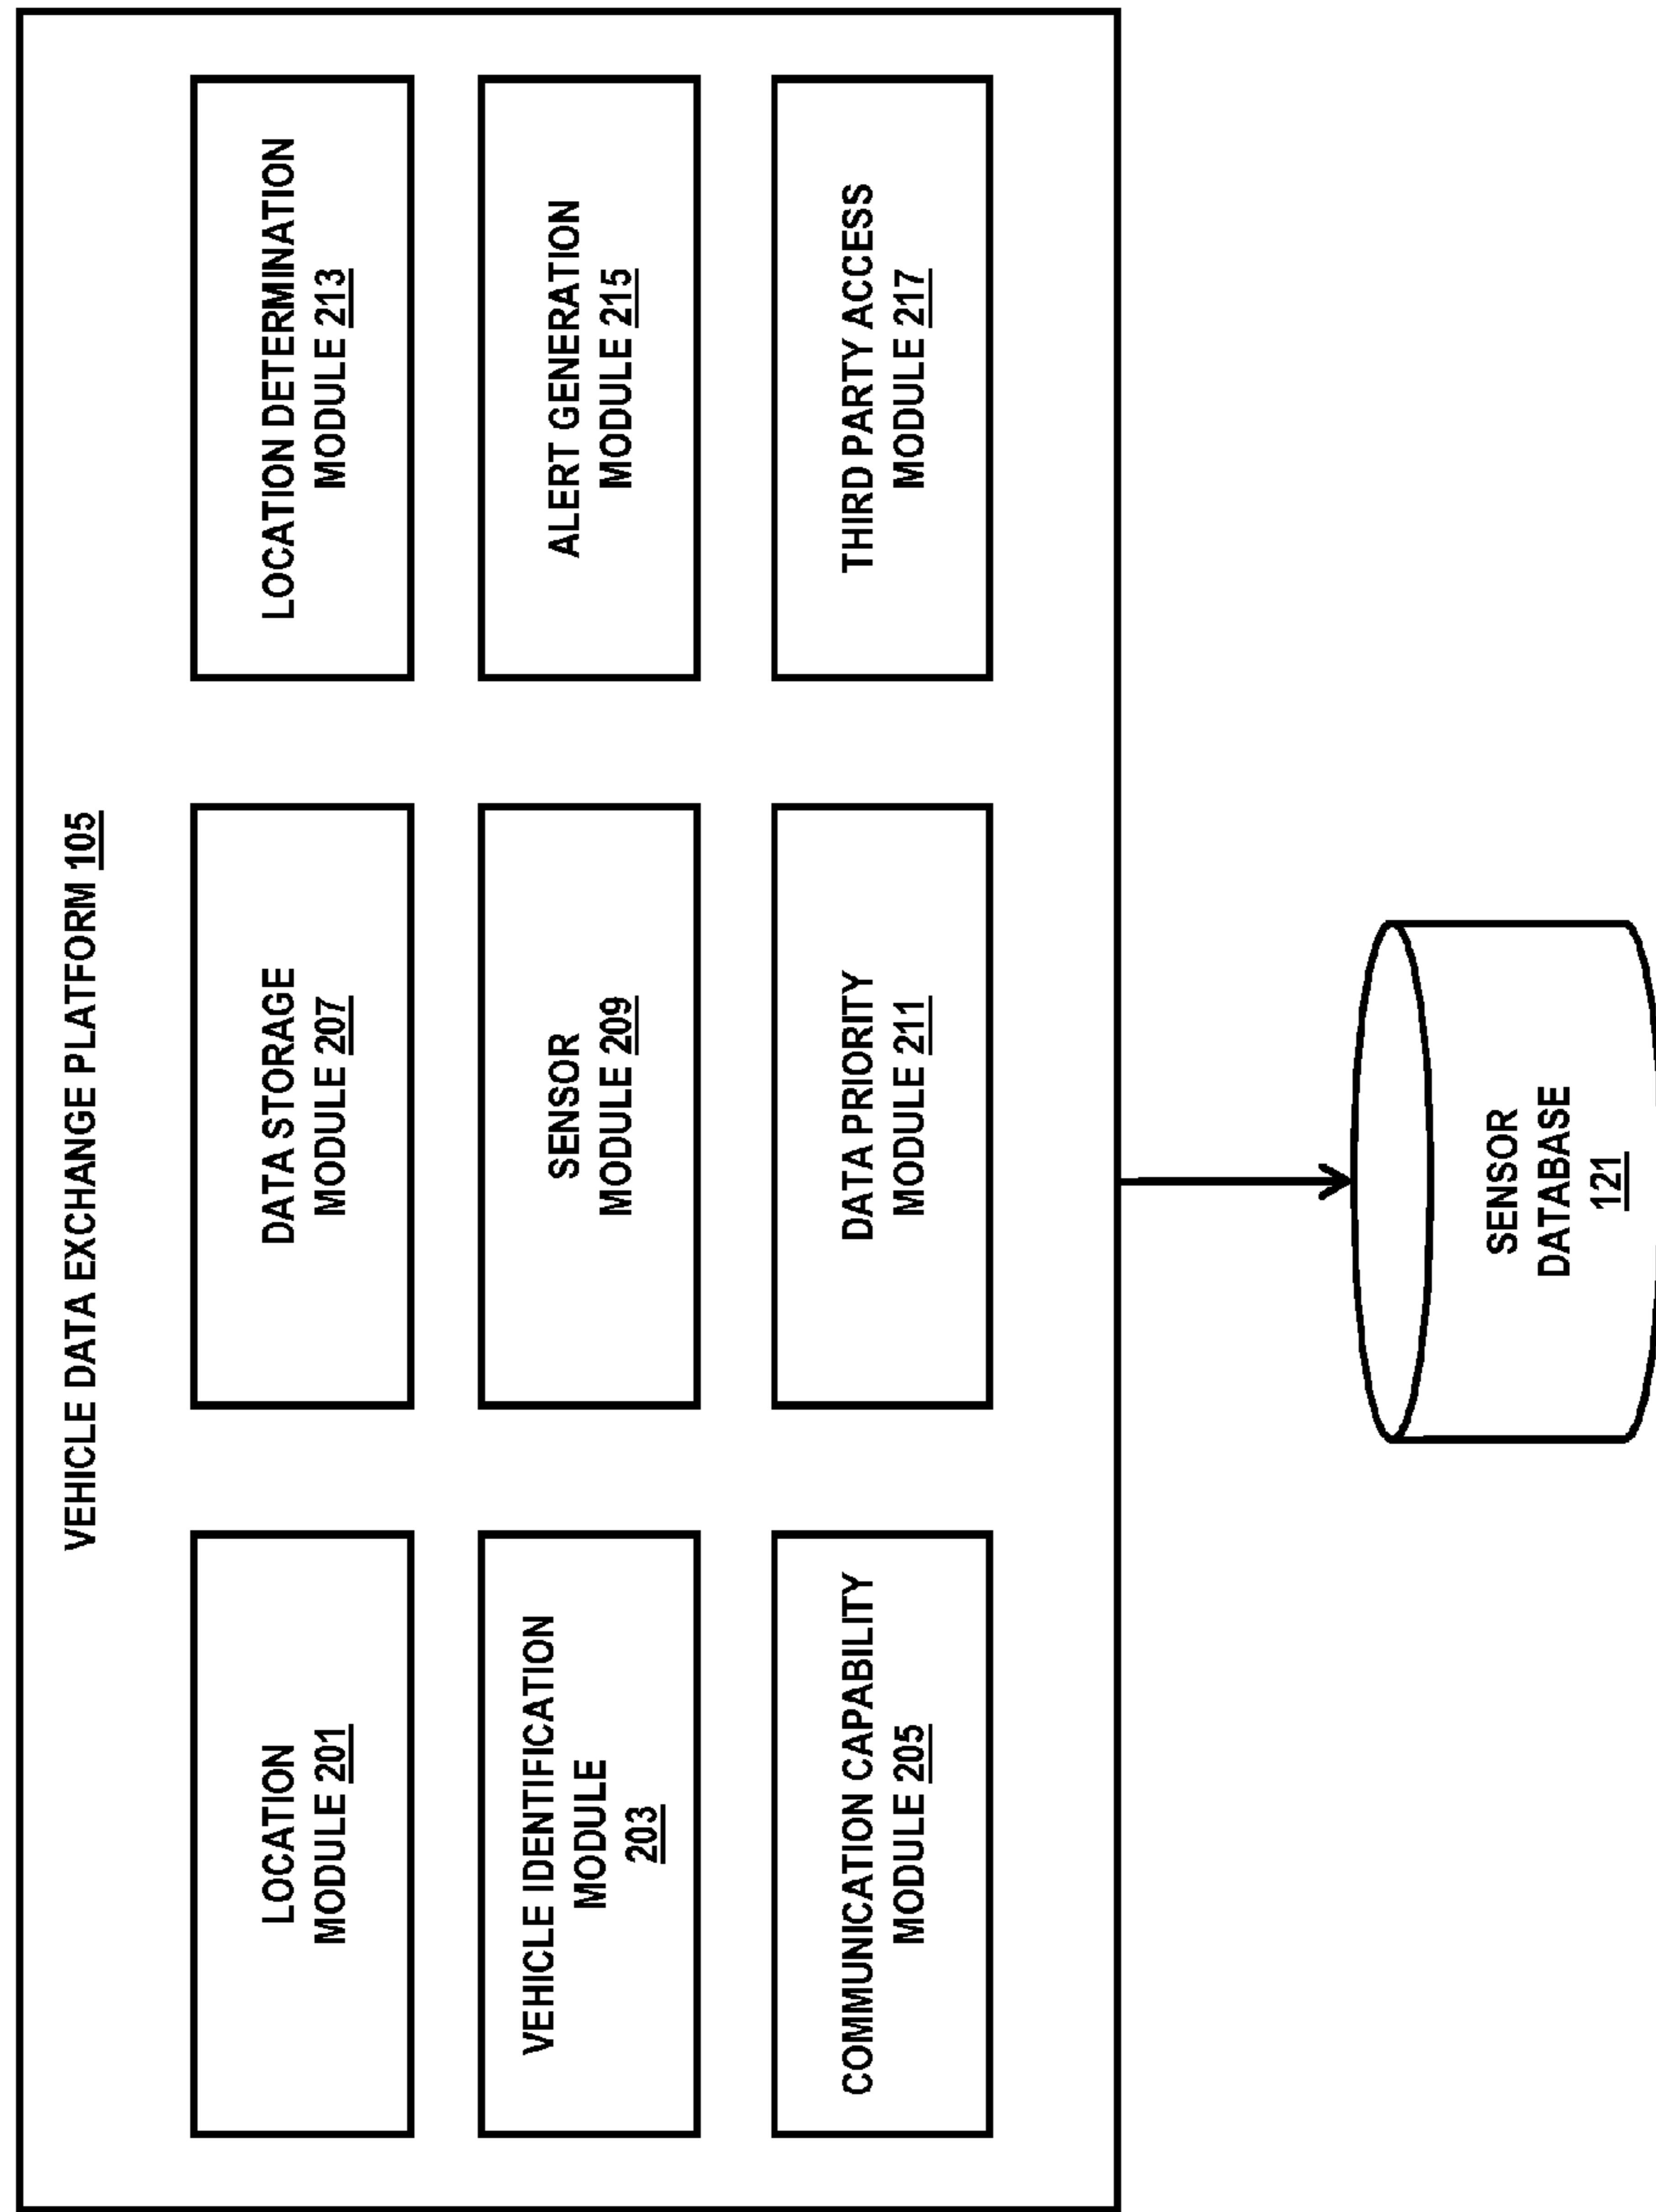 VEHICLE DATA EXCHANGE PLATFORM 105
LOCATION
MODULE 201
VEHICLE IDENTIFICATION
MODULE
203
COMMUNICATION CAPABILITY
MODULE 205
DATA STORAGE
MODULE 207
SENSOR
MODULE 209
DATA PRIORITY
MODULE 211
LOCATION DETERMINATION
MODULE 213
ALERT GENERATION
MODULE 215
THIRD PARTY ACCESS
MODULE 217
SENSOR
DATABASE
121